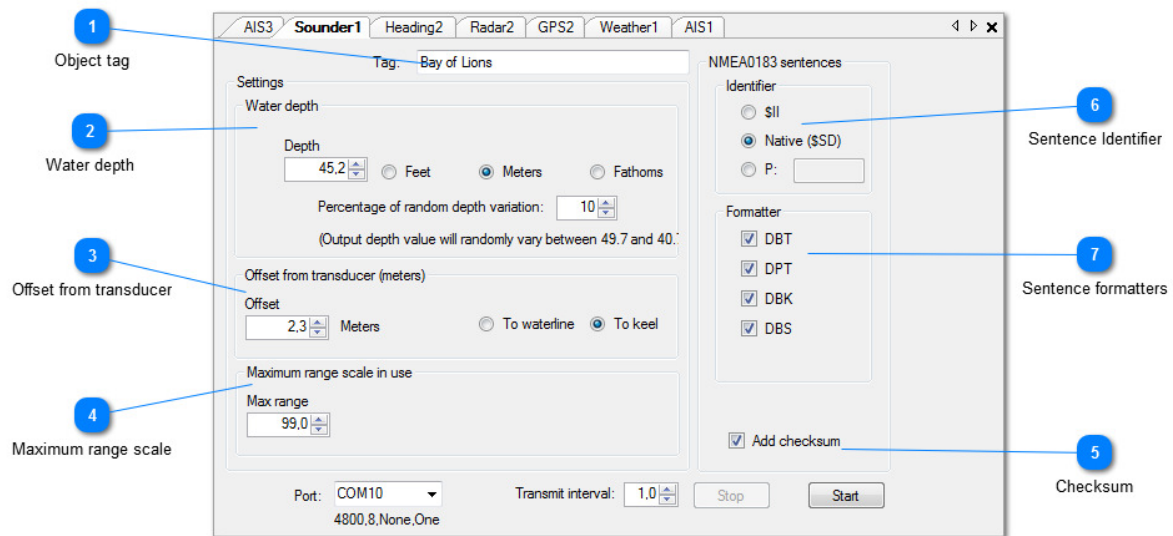 AIS3 Sounder1 Heading2 Radar2 GPS2 Weather1 AIS1
1
Object tag
Tag: Bay of Lions
Settings
Water depth
2
Water depth
Depth
45,2 Feet Meters Fathoms
Percentage of random depth variation: 10
(Output depth value will randomly vary between 49.7 and 40.
3
Offset from transducer
Offset from transducer (meters)
Offset
2,3 Meters To waterline To keel
4
Maximum range scale
Maximum range scale in use
Max range
99,0
NMEA0183 sentences
Identifier
$II
Native ($SD)
P:
6
Sentence Identifier
Formatter
DBT
DPT
DBK
DBS
7
Sentence formatters
Add checksum
5
Checksum
Port: COM10 Transmit interval: 1,0 Stop Start
4800,8,None,One